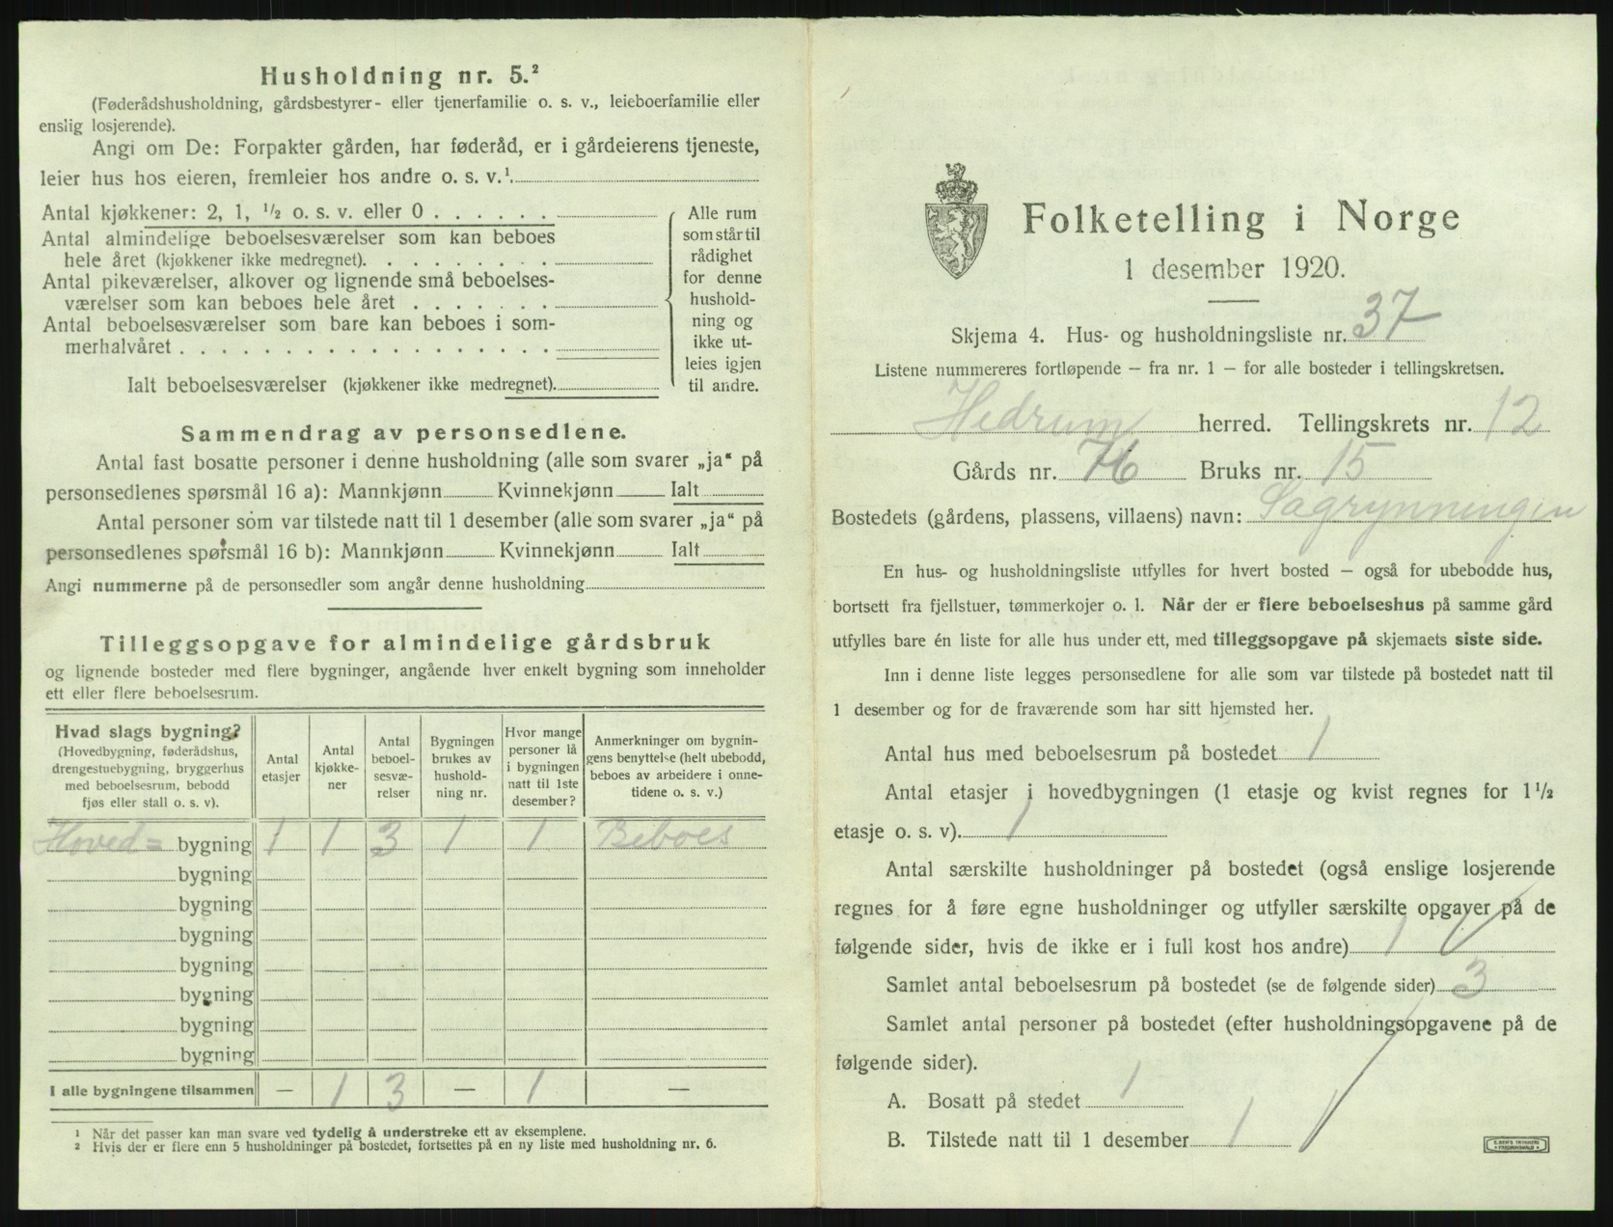 Husholdning nr. 5.²
(Føderådshusholdning, gårdsbestyrer- eller tjenerfamilie o. s. v., leieboerfamilie eller
enslig losjerende).
Angi om De: Forpakter gården, har føderåd, er i gårdeierens tjeneste,
leier hus hos eieren, fremleier hos andre o. s. v.¹
Antal kjøkkener: 2, 1, ½ o. s. v. eller 0 . . . . . .
Antal almindelige beboelsesværelser som kan beboes
hele året (kjøkkener ikke medregnet). . . . . . . .
Antal pikeværelser, alkover og lignende små beboelses-
værelser som kan beboes hele året . . . . . . .
Antal beboelsesværelser som bare kan beboes i som-
merhalvåret . . . . . . . . . . . . . . . . . .
Ialt beboelsesværelser (kjøkkener ikke medregnet).
Alle rum
som står til
rådighet
for denne
hushold-
ning og
ikke ut-
leies igjen
til andre.
Sammendrag av personsedlene.
Antal fast bosatte personer i denne husholdning (alle som svarer „ja“ på
personsedlenes spørsmål 16 a): Mannkjønn Kvinnekjønn Ialt
Antal personer som var tilstede natt til 1 desember (alle som svarer „ja“ på
personsedlenes spørsmål 16 b): Mannkjønn Kvinnekjønn Ialt
Angi nummerne på de personsedler som angår denne husholdning
Tilleggsopgave for almindelige gårdsbruk
og lignende bosteder med flere bygninger, angående hver enkelt bygning som inneholder
ett eller flere beboelsesrum.
Hvad slags bygning?
(Hovedbygning, føderådshus,
drengestuebygning, bryggerhus
med beboelsesrum, bebodd
fjøs eller stall o. s. v).
Antal
etasjer
Antal
kjøkke-
ner
Antal
beboel-
sesvæ-
relser
Bygningen
brukes av
hushold-
ning nr.
Hvor mange
personer lå
i bygningen
natt til 1ste
desember?
Anmerkninger om bygnin-
gens benyttelse (helt ubebodd,
beboes av arbeidere i onne-
tidene o. s. v.)
Hoved= bygning 1 1 3 1 1 Beboes
bygning
bygning
bygning
bygning
bygning
bygning
bygning
I alle bygningene tilsammen — 1 3 — 1 —
¹ Når det passer kan man svare ved tydelig å understreke ett av eksemplene.
² Hvis der er flere enn 5 husholdninger på bostedet, fortsettes på en ny liste med husholdning nr. 6.
Folketelling i Norge
1 desember 1920.
Skjema 4. Hus- og husholdningsliste nr. 37
Listene nummereres fortløpende – fra nr. 1 – for alle bosteder i tellingskretsen.
Hedrum herred. Tellingskrets nr. 12
Gårds nr. 76 Bruks nr. 15
Bostedets (gårdens, plassens, villaens) navn: Sagrynningen
En hus- og husholdningsliste utfylles for hvert bosted – også for ubebodde hus,
bortsett fra fjellstuer, tømmerkojer o. l. Når der er flere beboelseshus på samme gård
utfylles bare én liste for alle hus under ett, med tilleggsopgave på skjemaets siste side.
Inn i denne liste legges personsedlene for alle som var tilstede på bostedet natt til
1 desember og for de fraværende som har sitt hjemsted her.
Antal hus med beboelsesrum på bostedet 1
Antal etasjer i hovedbygningen (1 etasje og kvist regnes for 1½
etasje o. s. v). 1
Antal særskilte husholdninger på bostedet (også enslige losjerende
regnes for å føre egne husholdninger og utfyller særskilte opgaver på de
følgende sider, hvis de ikke er i full kost hos andre) 1
Samlet antal beboelsesrum på bostedet (se de følgende sider) 3
Samlet antal personer på bostedet (efter husholdningsopgavene på de
følgende sider).
A. Bosatt på stedet 1
B. Tilstede natt til 1 desember 1